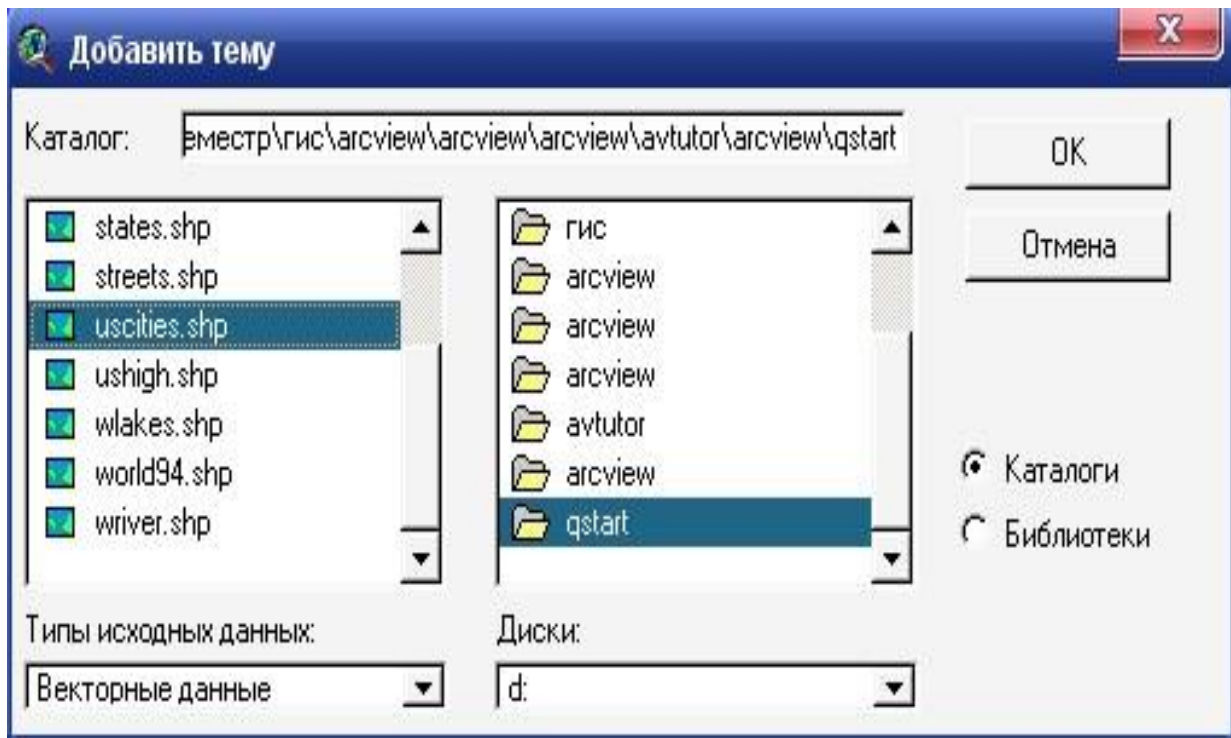 Добавить тему
Каталог: еместр\гис\arcview\arcview\arcview\avtutor\arcview\qstart
OK
Отмена
states.shp
streets.shp
uscities.shp
ushigh.shp
wlakes.shp
world94.shp
wriver.shp
гис
arcview
arcview
arcview
avtutor
arcview
qstart
Каталоги
Библиотеки
Типы исходных данных:
Векторные данные
Диски:
d: